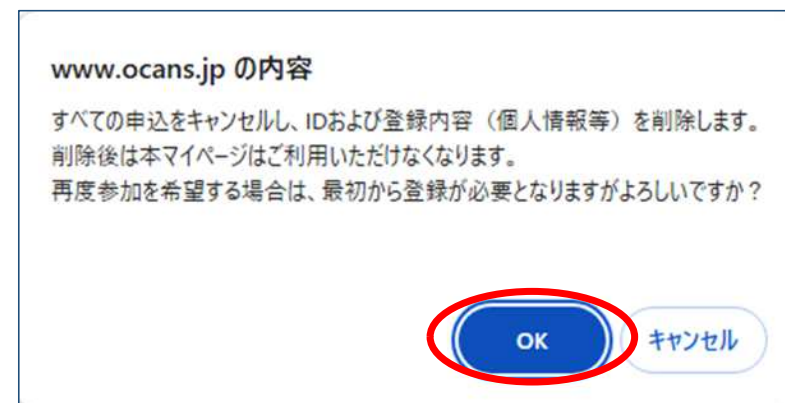 www.ocans.jp の内容
すべての申込をキャンセルし、IDおよび登録内容（個人情報等）を削除します。
削除後は本マイページはご利用いただけなくなります。
再度参加を希望する場合は、最初から登録が必要となりますがよろしいですか？
OK
キャンセル